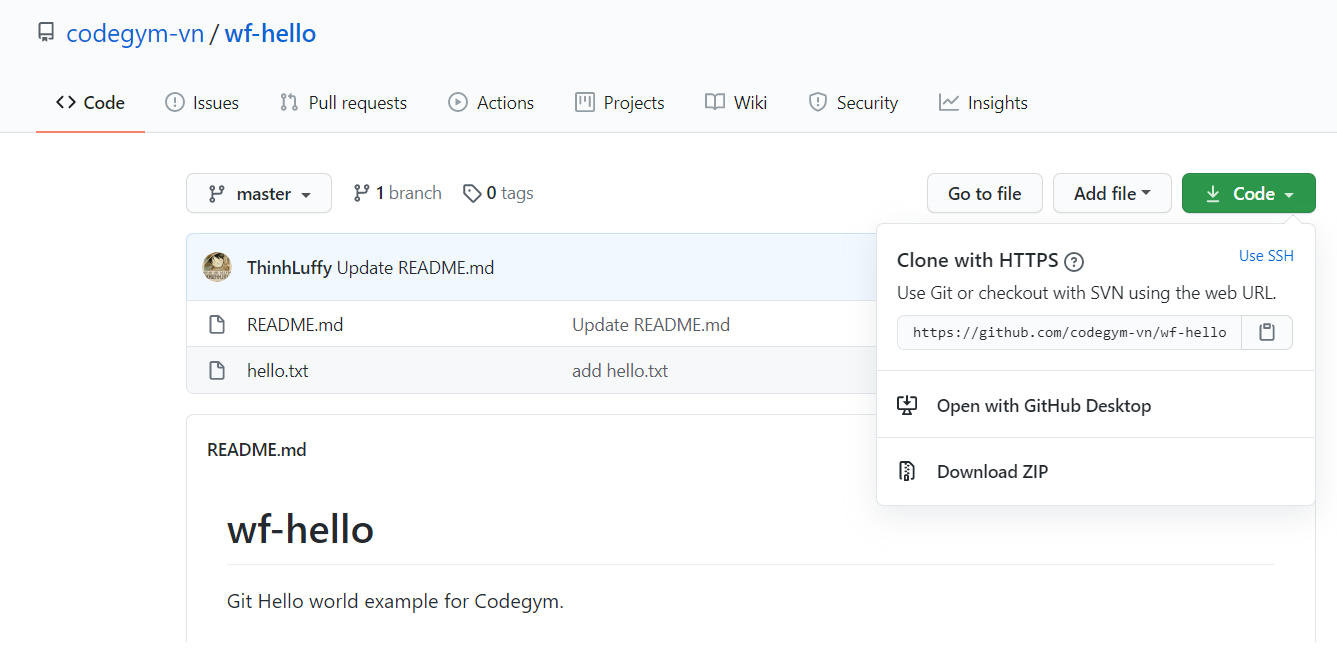 codegym-vn / wf-hello
Code Issues Pull requests Actions Projects Wiki Security Insights
master 1 branch 0 tags Go to file Add file Code
ThinhLuffy Update README.md
README.md Update README.md
hello.txt add hello.txt
Clone with HTTPS Use SSH
Use Git or checkout with SVN using the web URL.
https://github.com/codegym-vn/wf-hello
Open with GitHub Desktop
Download ZIP
README.md
wf-hello
Git Hello world example for Codegym.